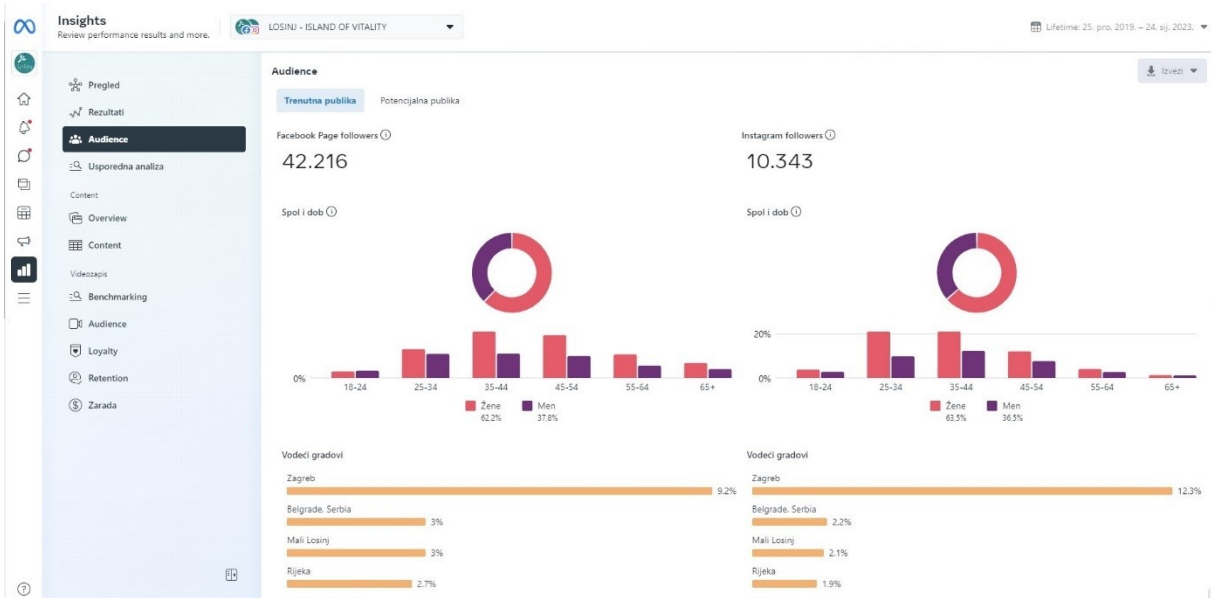 Insights
Review performance results and more.
LOSINJ - ISLAND OF VITALITY
Lifetime: 25. pro. 2019. – 24. sij. 2023.
Pregled
Rezultati
Audience
Usporedna analiza
Content
Overview
Content
Videozapis
Benchmarking
Audience
Loyalty
Retention
Zarada
Audience
Izvezi
Trenutna publika
Potencijalna publika
Facebook Page followers
42.216
Spol i dob
0%
18-24 25-34 35-44 45-54 55-64 65+
Žene Men
62,2% 37,8%
Vodeći gradovi
Zagreb
9.2%
Belgrade, Serbia
3%
Mali Losinj
3%
Rijeka
2.7%
Instagram followers
10.343
Spol i dob
20%
0%
18-24 25-34 35-44 45-54 55-64 65+
Žene Men
63,5% 36,5%
Vodeći gradovi
Zagreb
12.3%
Belgrade, Serbia
2.2%
Mali Losinj
2.1%
Rijeka
1.9%